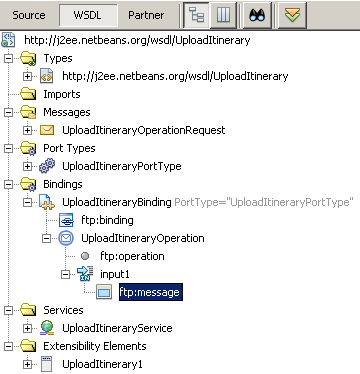 Source WSDL Partner
http://j2ee.netbeans.org/wsdl/UploadItinerary
Types
http://j2ee.netbeans.org/wsdl/UploadItinerary
Imports
Messages
UploadItineraryOperationRequest
Port Types
UploadItineraryPortType
Bindings
UploadItineraryBinding PortType="UploadItineraryPortType"
ftp:binding
UploadItineraryOperation
ftp:operation
input1
ftp:message
Services
UploadItineraryService
Extensibility Elements
UploadItinerary1